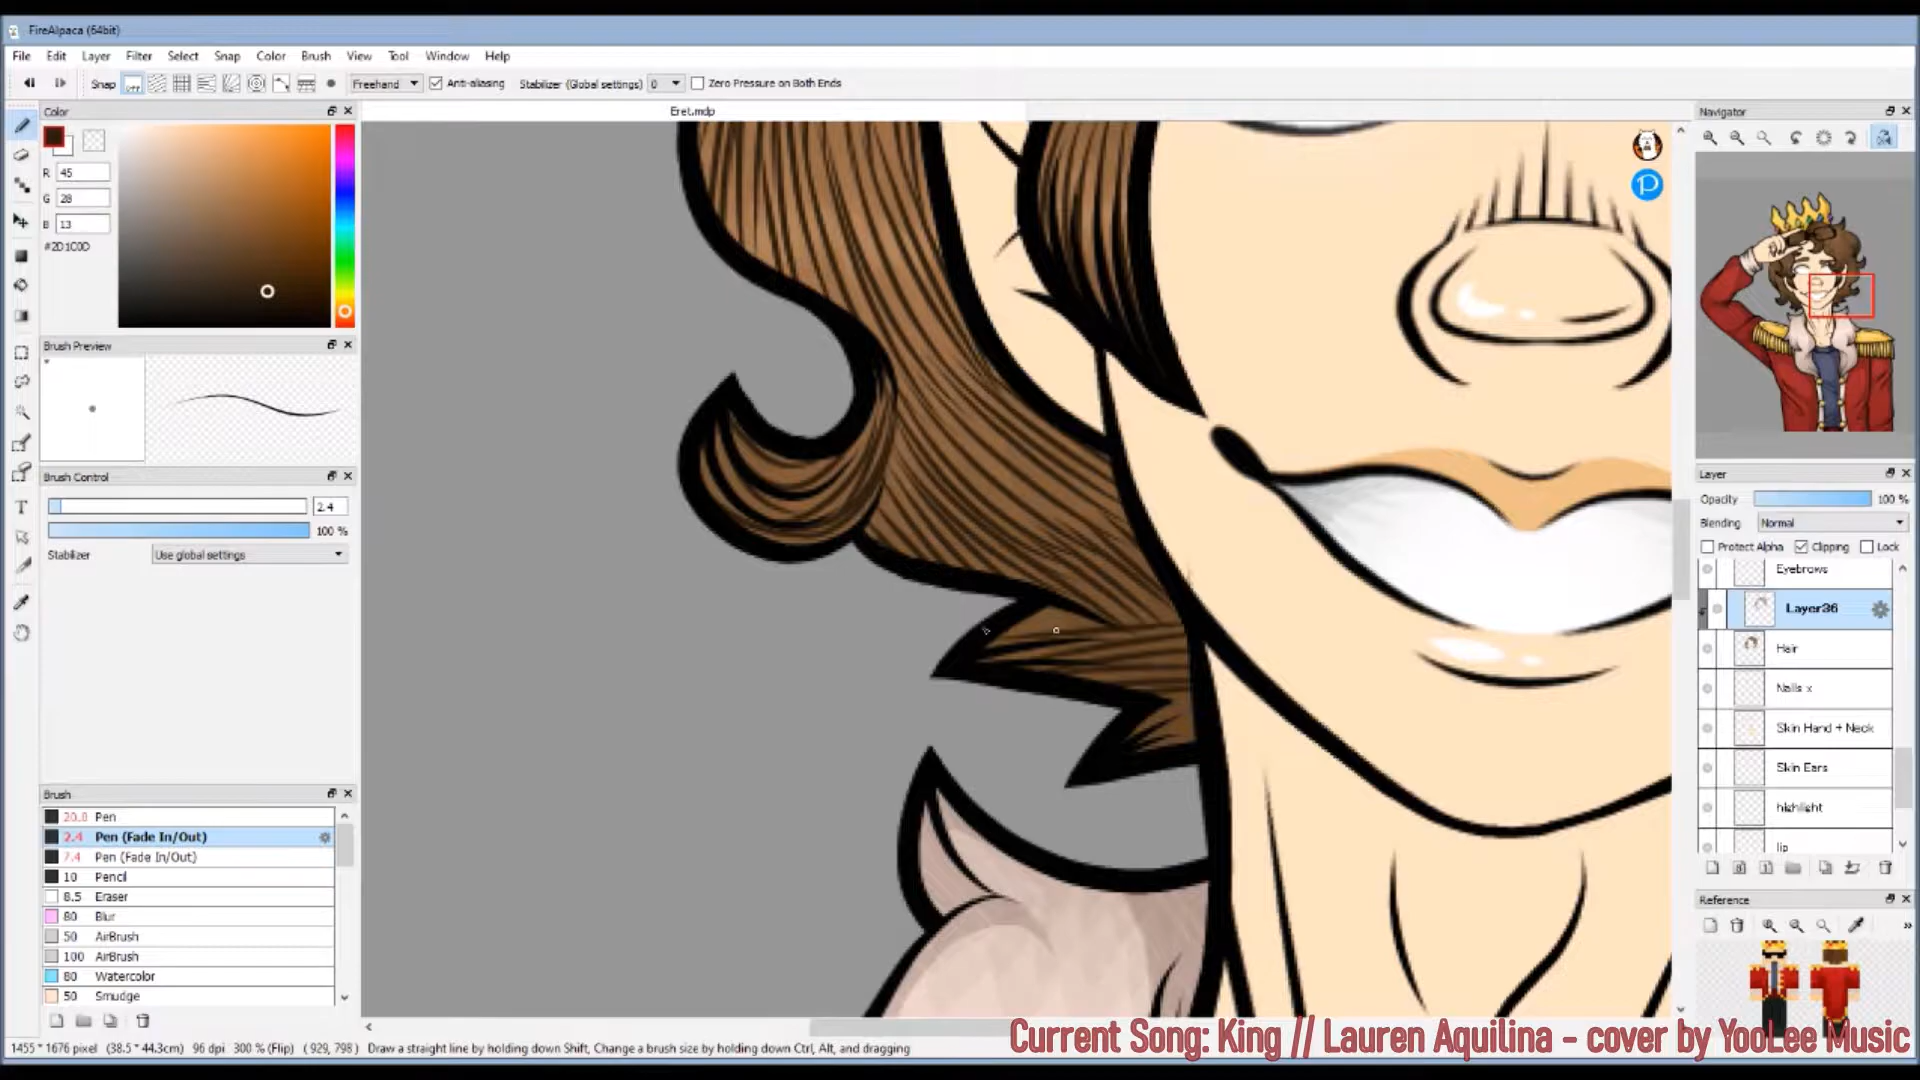 FireAlpaca (64bit)
File Edit Layer Filter Select Snap Color Brush View Tool Window Help
Snap OFF Freehand Anti-aliasing Stabilizer (Global settings) 0 Zero Pressure on Both Ends
Color
Eret.mdp
Navigator
R 45
G 28
B 13
#2D1C0D
Brush Preview
Brush Control
2.4
100 %
Stabilizer Use global settings
Layer
Opacity 100 %
Blending Normal
Protect Alpha Clipping Lock
Eyebrows
Layer36
Hair
Nails x
Skin Hand + Neck
Skin Ears
highlight
lip
Brush
20.0 Pen
2.4 Pen (Fade In/Out)
7.4 Pen (Fade In/Out)
10 Pencil
8.5 Eraser
80 Blur
50 AirBrush
100 AirBrush
80 Watercolor
50 Smudge
Reference
1455 * 1676 pixel (38.5 * 44.3cm) 96 dpi 300 % (Flip) ( 929, 798 ) Draw a straight line by holding down Shift, Change a brush size by holding down Ctrl, Alt, and dragging
Current Song: King // Lauren Aquilina - cover by YooLee Music